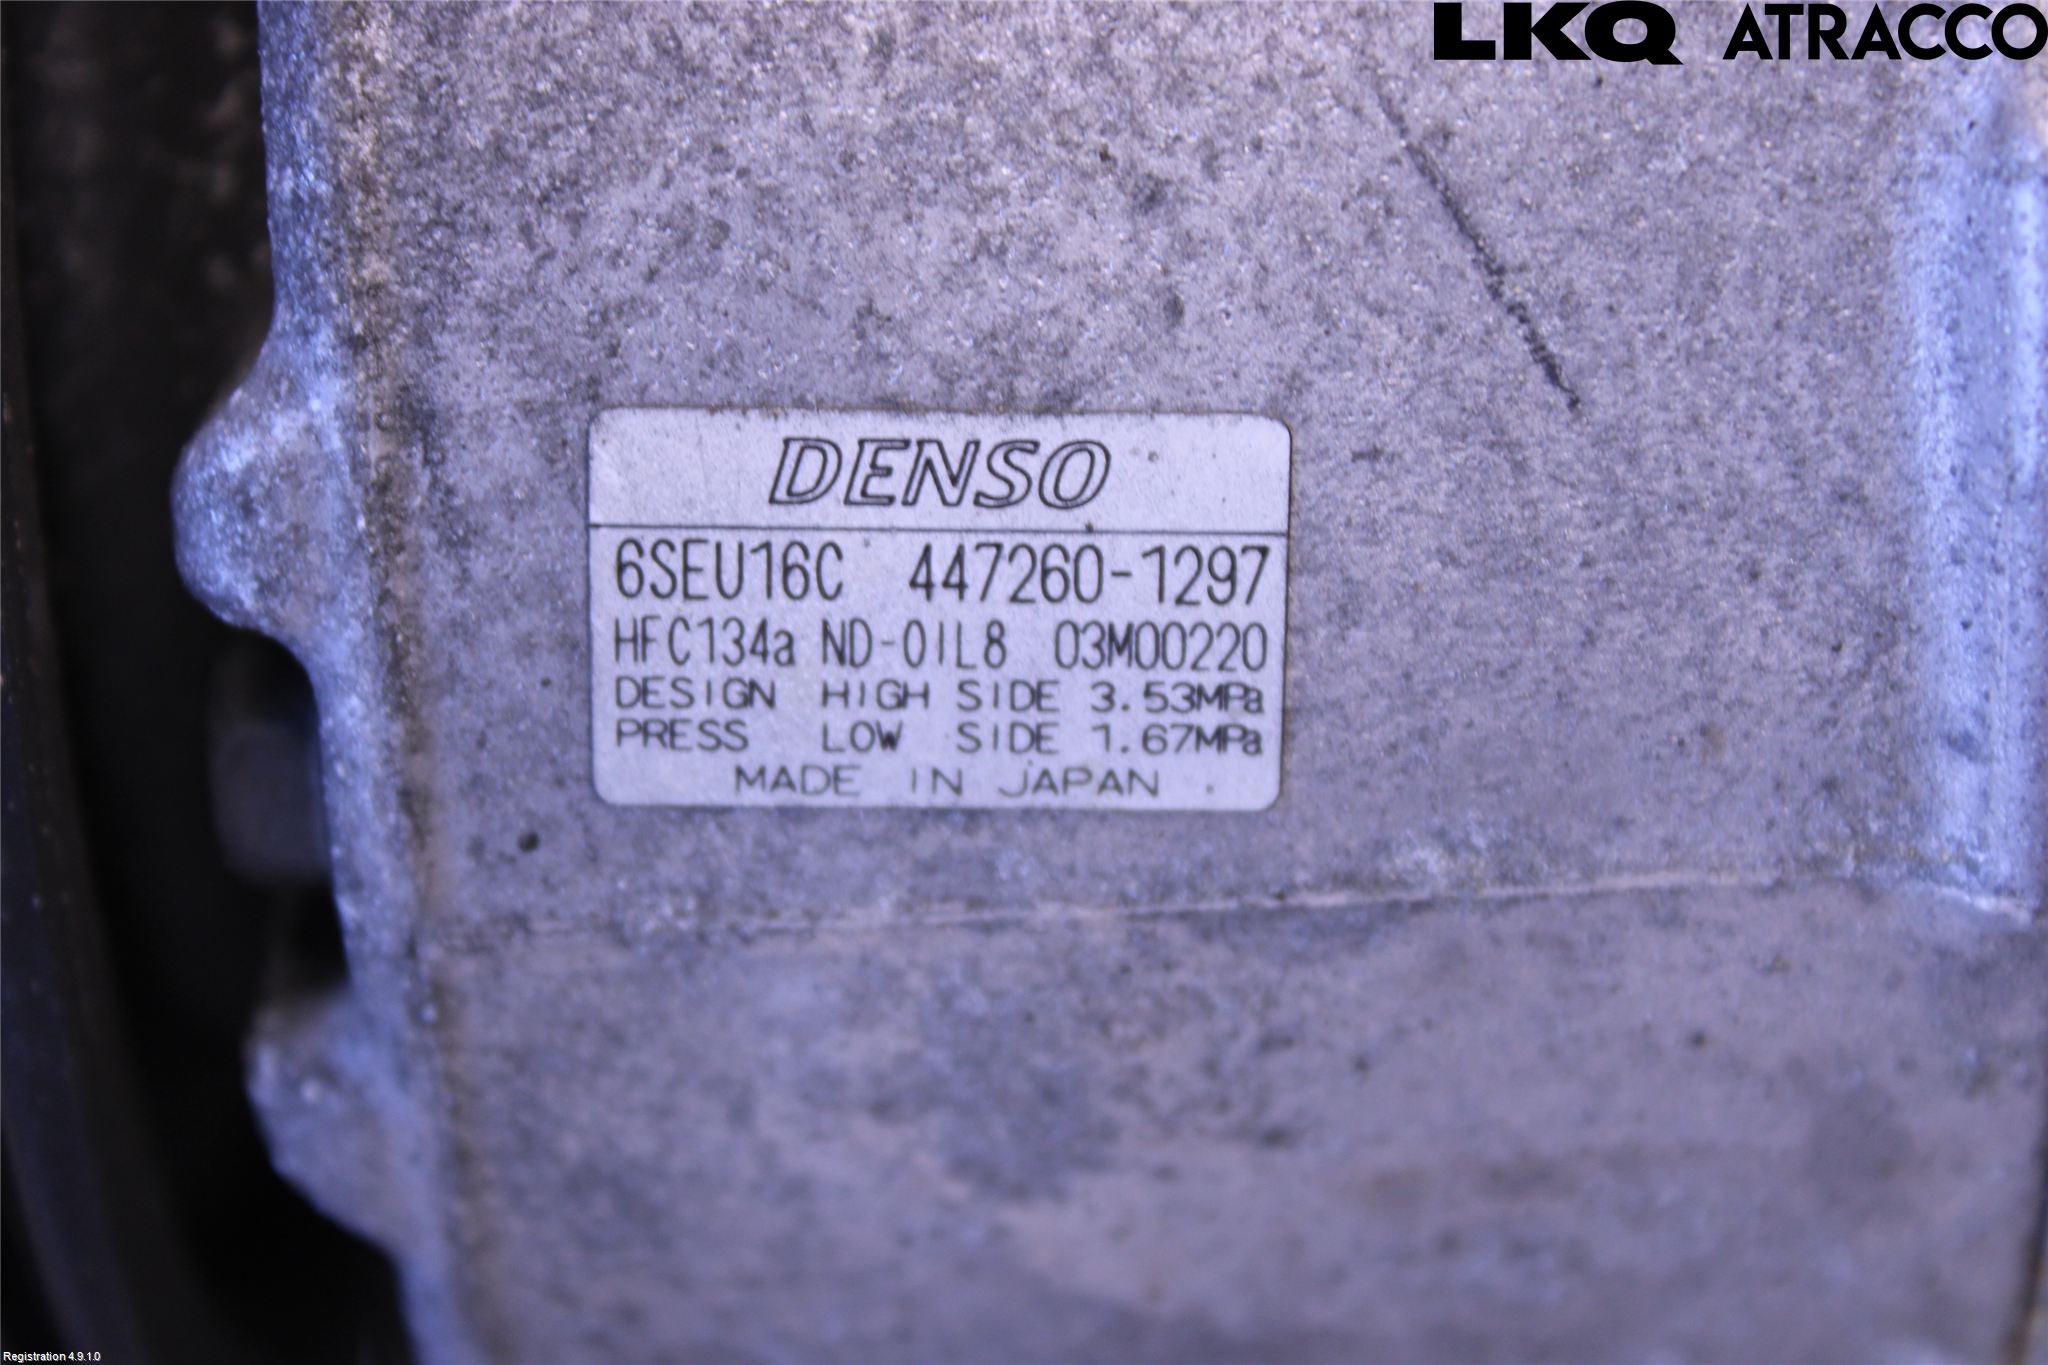 LKQ ATRACCO
DENSO
6SEU16C 447260-1297
HFC134a ND-OIL8 03M00220
DESIGN HIGH SIDE 3.53MPa
PRESS LOW SIDE 1.67MPa
MADE IN JAPAN
Registration 4.9.1.0